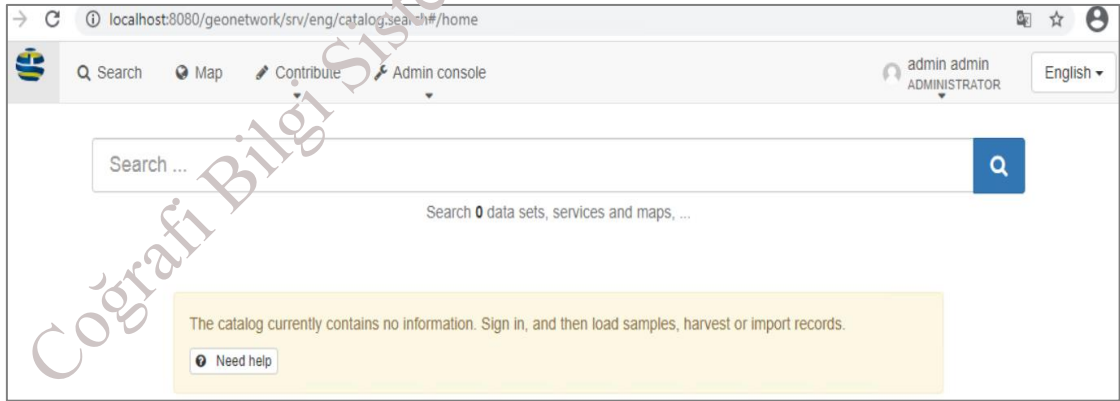 localhost:8080/geonetwork/srv/eng/catalog.search#/home
Search Map Contribute Admin console admin admin
ADMINISTRATOR English
Search ...
Search 0 data sets, services and maps, ...
The catalog currently contains no information. Sign in, and then load samples, harvest or import records.
Need help
Coğrafi Bilgi